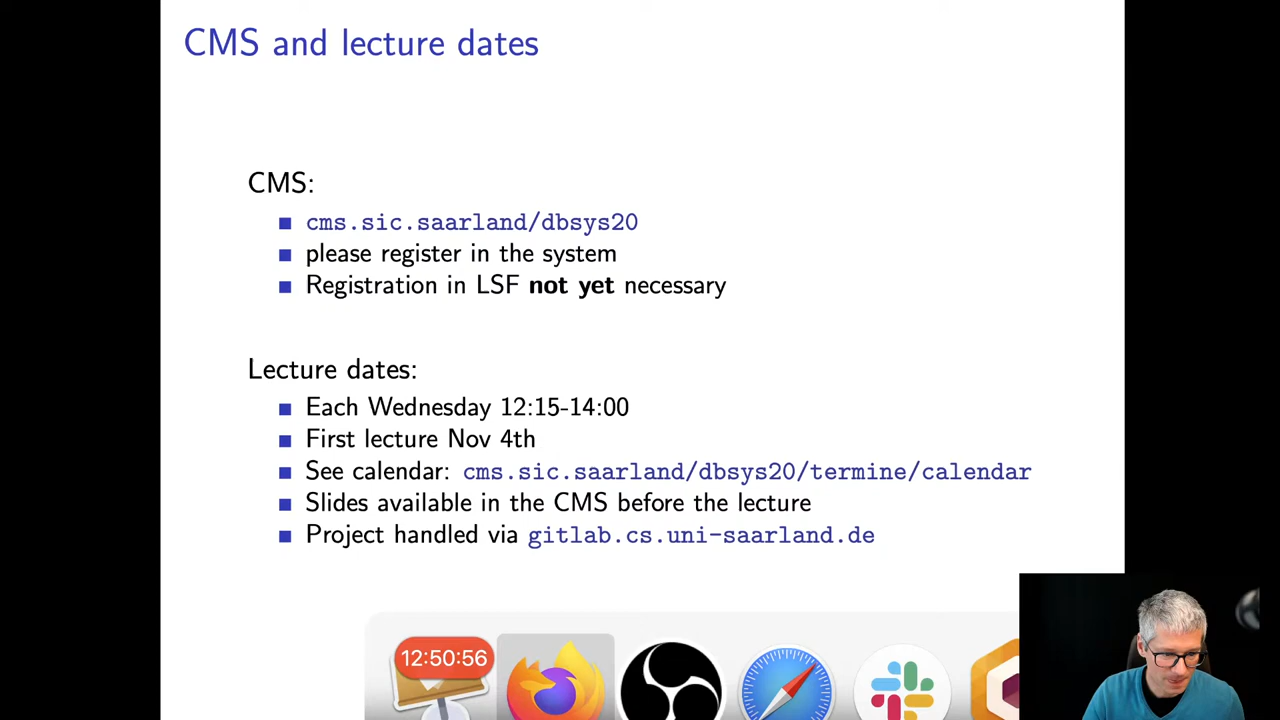 CMS and lecture dates
CMS:
cms.sic.saarland/dbsys20
please register in the system
Registration in LSF not yet necessary
Lecture dates:
Each Wednesday 12:15-14:00
First lecture Nov 4th
See calendar: cms.sic.saarland/dbsys20/termine/calendar
Slides available in the CMS before the lecture
Project handled via gitlab.cs.uni-saarland.de
12:50:56